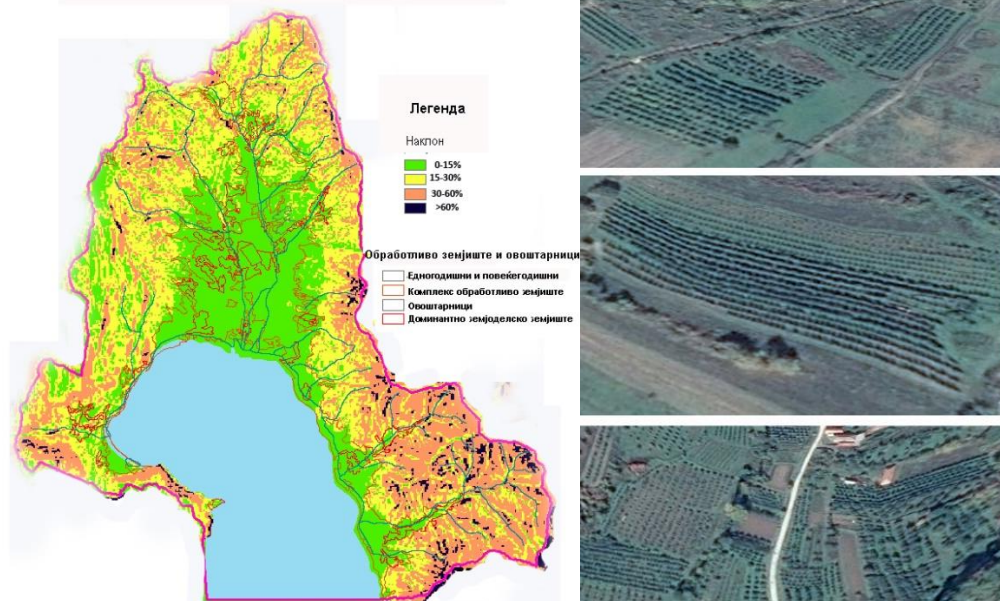 Легенда
Наклон
0-15%
15-30%
30-60%
>60%
Обработливо земјиште и овоштарници
Едногодишни и повеќегодишни
Комплекс обработливо земјиште
Овоштарници
Доминантно земјоделско земјиште